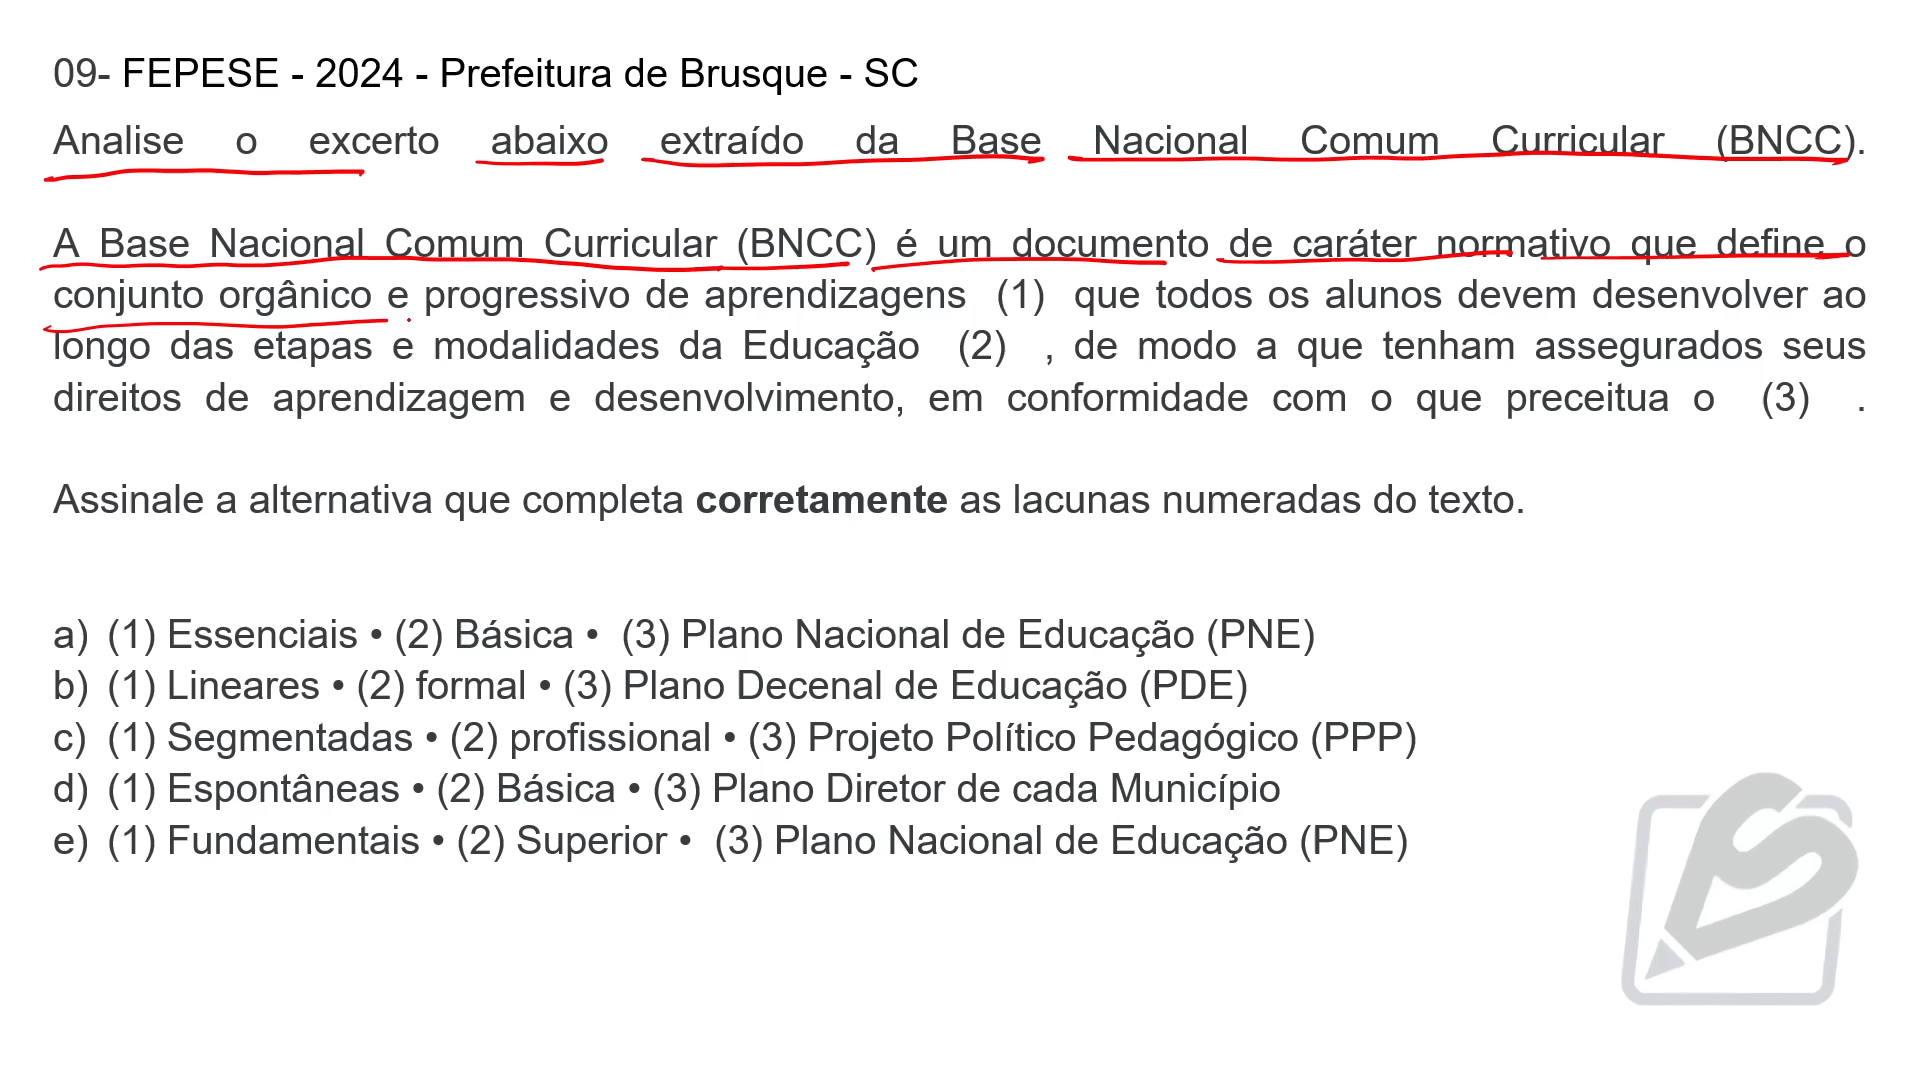 09- FEPESE - 2024 - Prefeitura de Brusque - SC
Analise o excerto abaixo extraído da Base Nacional Comum Curricular (BNCC).
A Base Nacional Comum Curricular (BNCC) é um documento de caráter normativo que define o
conjunto orgânico e progressivo de aprendizagens (1) que todos os alunos devem desenvolver ao
longo das etapas e modalidades da Educação (2) , de modo a que tenham assegurados seus
direitos de aprendizagem e desenvolvimento, em conformidade com o que preceitua o (3) .
Assinale a alternativa que completa corretamente as lacunas numeradas do texto.
a) (1) Essenciais • (2) Básica • (3) Plano Nacional de Educação (PNE)
b) (1) Lineares • (2) formal • (3) Plano Decenal de Educação (PDE)
c) (1) Segmentadas • (2) profissional • (3) Projeto Político Pedagógico (PPP)
d) (1) Espontâneas • (2) Básica • (3) Plano Diretor de cada Município
e) (1) Fundamentais • (2) Superior • (3) Plano Nacional de Educação (PNE)